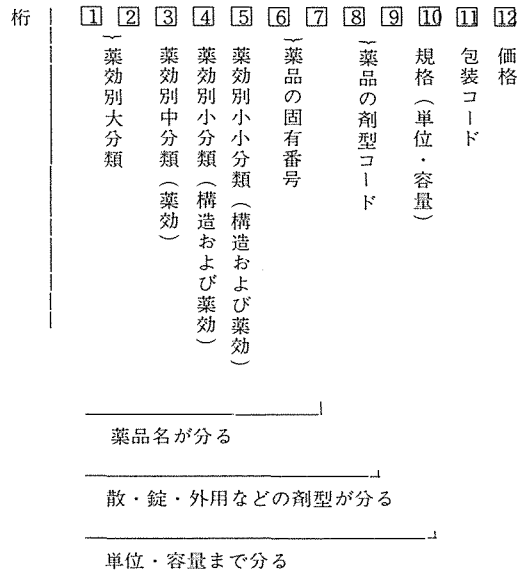 桁 1 2 3 4 5 6 7 8 9 10 11 12
薬効別大分類
薬効別中分類（薬効）
薬効別小分類（構造および薬効）
薬効別小小分類（構造および薬効）
薬品の固有番号
薬品の剤型コード
規格（単位・容量）
包装コード
価格
薬品名が分る
散・錠・外用などの剤型が分る
単位・容量まで分る